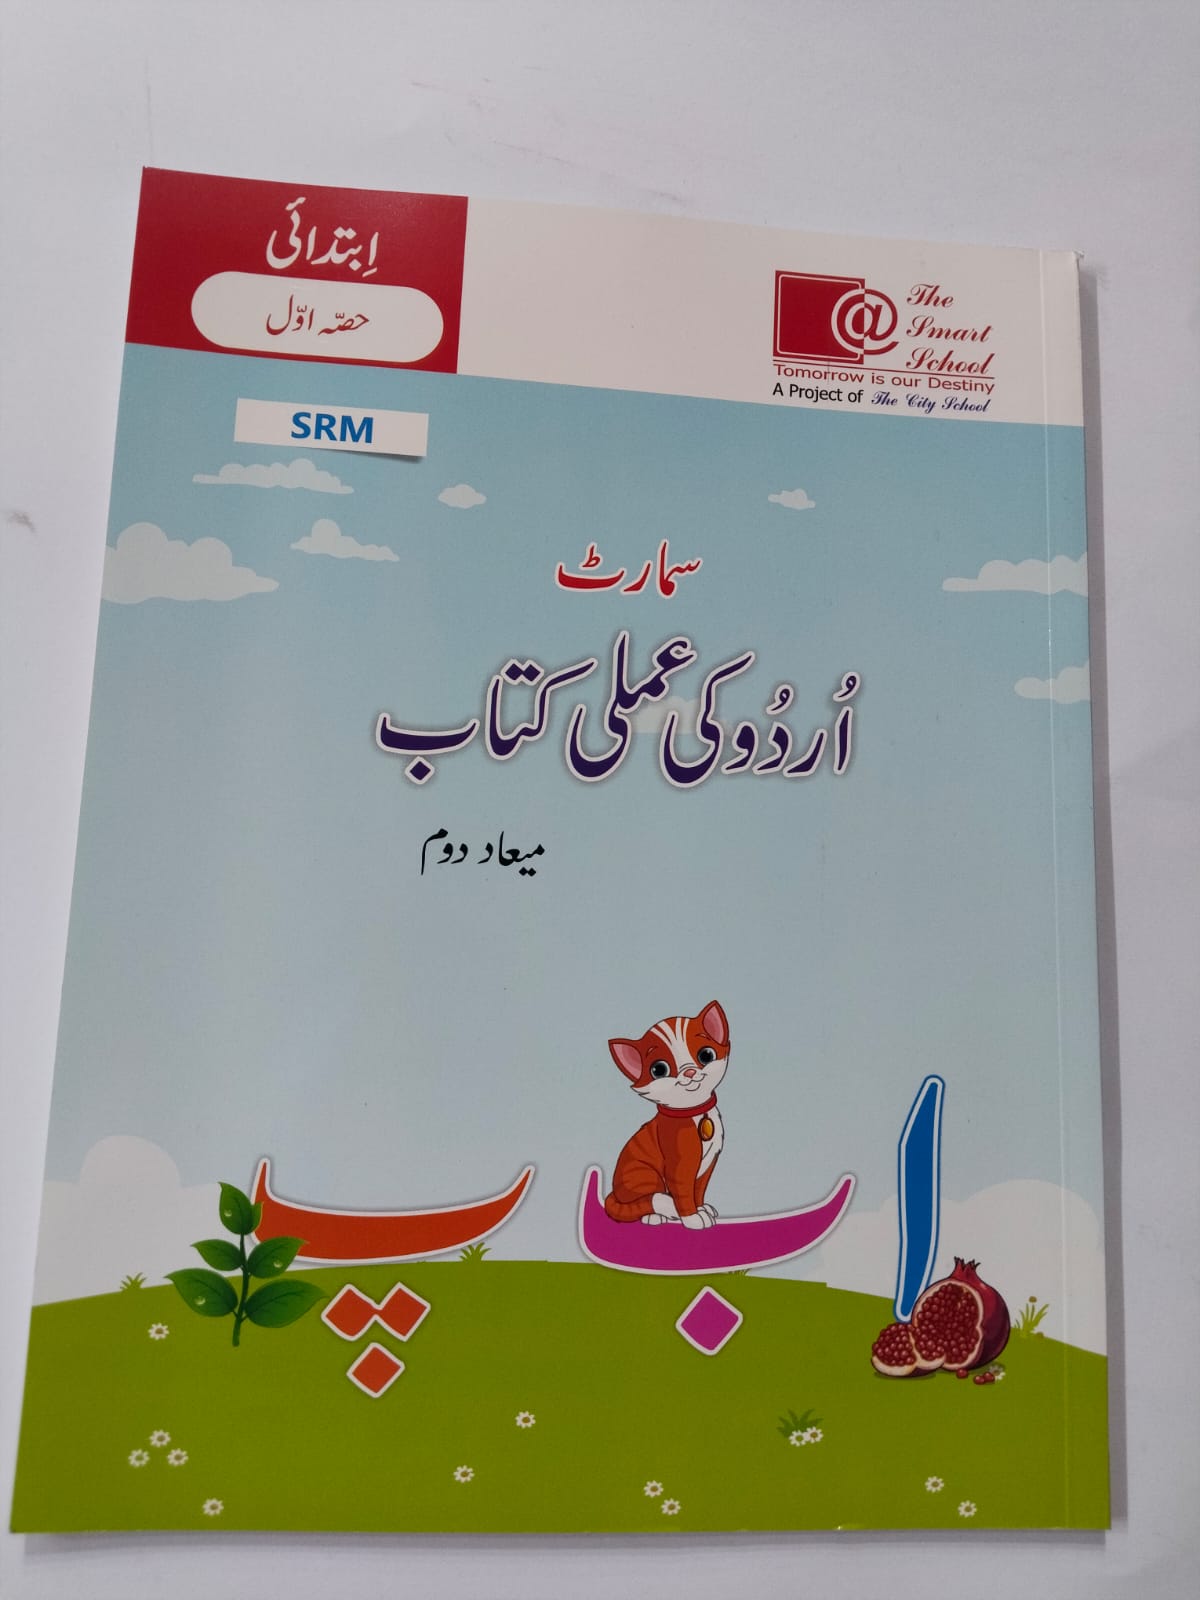 اِبتدائی
حصّہ اوّل
The
Smart
School
Tomorrow is our Destiny
A Project of The City School
SRM
سمارٹ
اُردُو کی عملی کتاب
میعاد دوم
ا ب پ